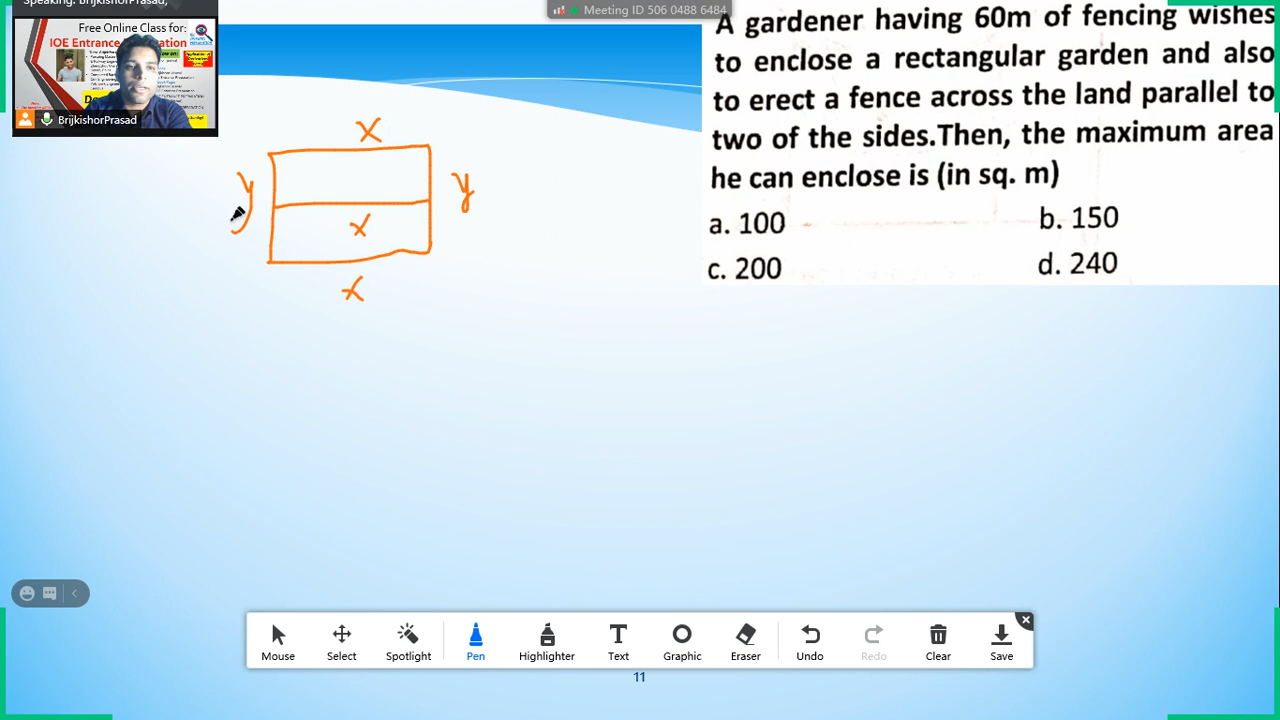 Speaking: BrijkishorPrasad;
Meeting ID 506 0488 6484
Free Online Class for:
IOE Entrance
BrijkishorPrasad
A gardener having 60m of fencing wishes
to enclose a rectangular garden and also
to erect a fence across the land parallel to
two of the sides.Then, the maximum area
he can enclose is (in sq. m)
a. 100
b. 150
c. 200
d. 240
x
y
y
x
x
Mouse
Select
Spotlight
Pen
Highlighter
Text
Graphic
Eraser
Undo
Redo
Clear
Save
11